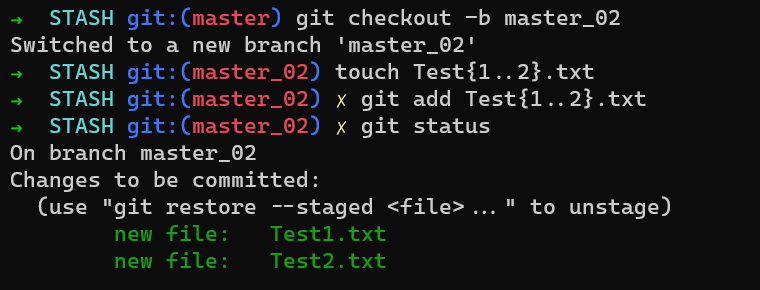 ➜  STASH git:(master) git checkout -b master_02
Switched to a new branch 'master_02'
➜  STASH git:(master_02) touch Test{1..2}.txt
➜  STASH git:(master_02) ✗ git add Test{1..2}.txt
➜  STASH git:(master_02) ✗ git status
On branch master_02
Changes to be committed:
  (use "git restore --staged <file>..." to unstage)
        new file:   Test1.txt
        new file:   Test2.txt